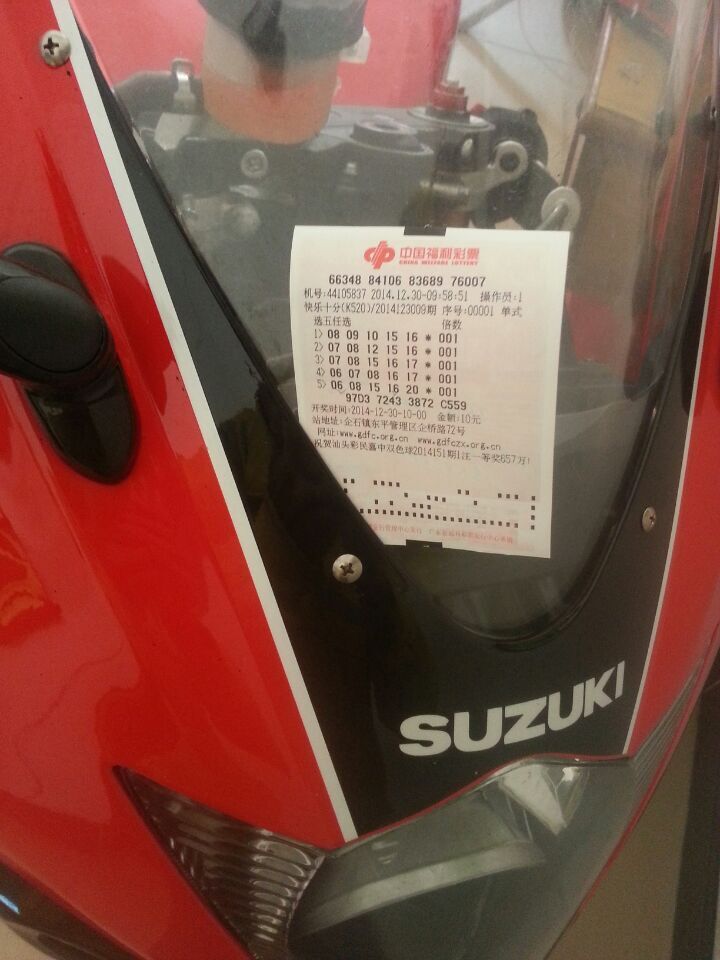 中国福利彩票
CHINA WELFARE LOTTERY
66348 84106 83689 76007
机号:44105837 2014.12.30-09:58:51 操作员:1
快乐十分(K520)/2014123009期 序号:00001 单式
选五任选 倍数
1> 08 09 10 15 16 * 001
2> 07 08 12 15 16 * 001
3> 07 08 15 16 17 * 001
4> 06 07 08 16 17 * 001
5> 06 08 15 16 20 * 001
97D3 7243 3872 C559
开奖时间:2014-12-30-10-00 金额:10元
站地址:企石镇东平管理区企桥路72号
网址:www.gdfc.org.cn www.gdfczx.org.cn
祝贺汕头彩民喜中双色球2014151期1注一等奖657万!
SUZUKI